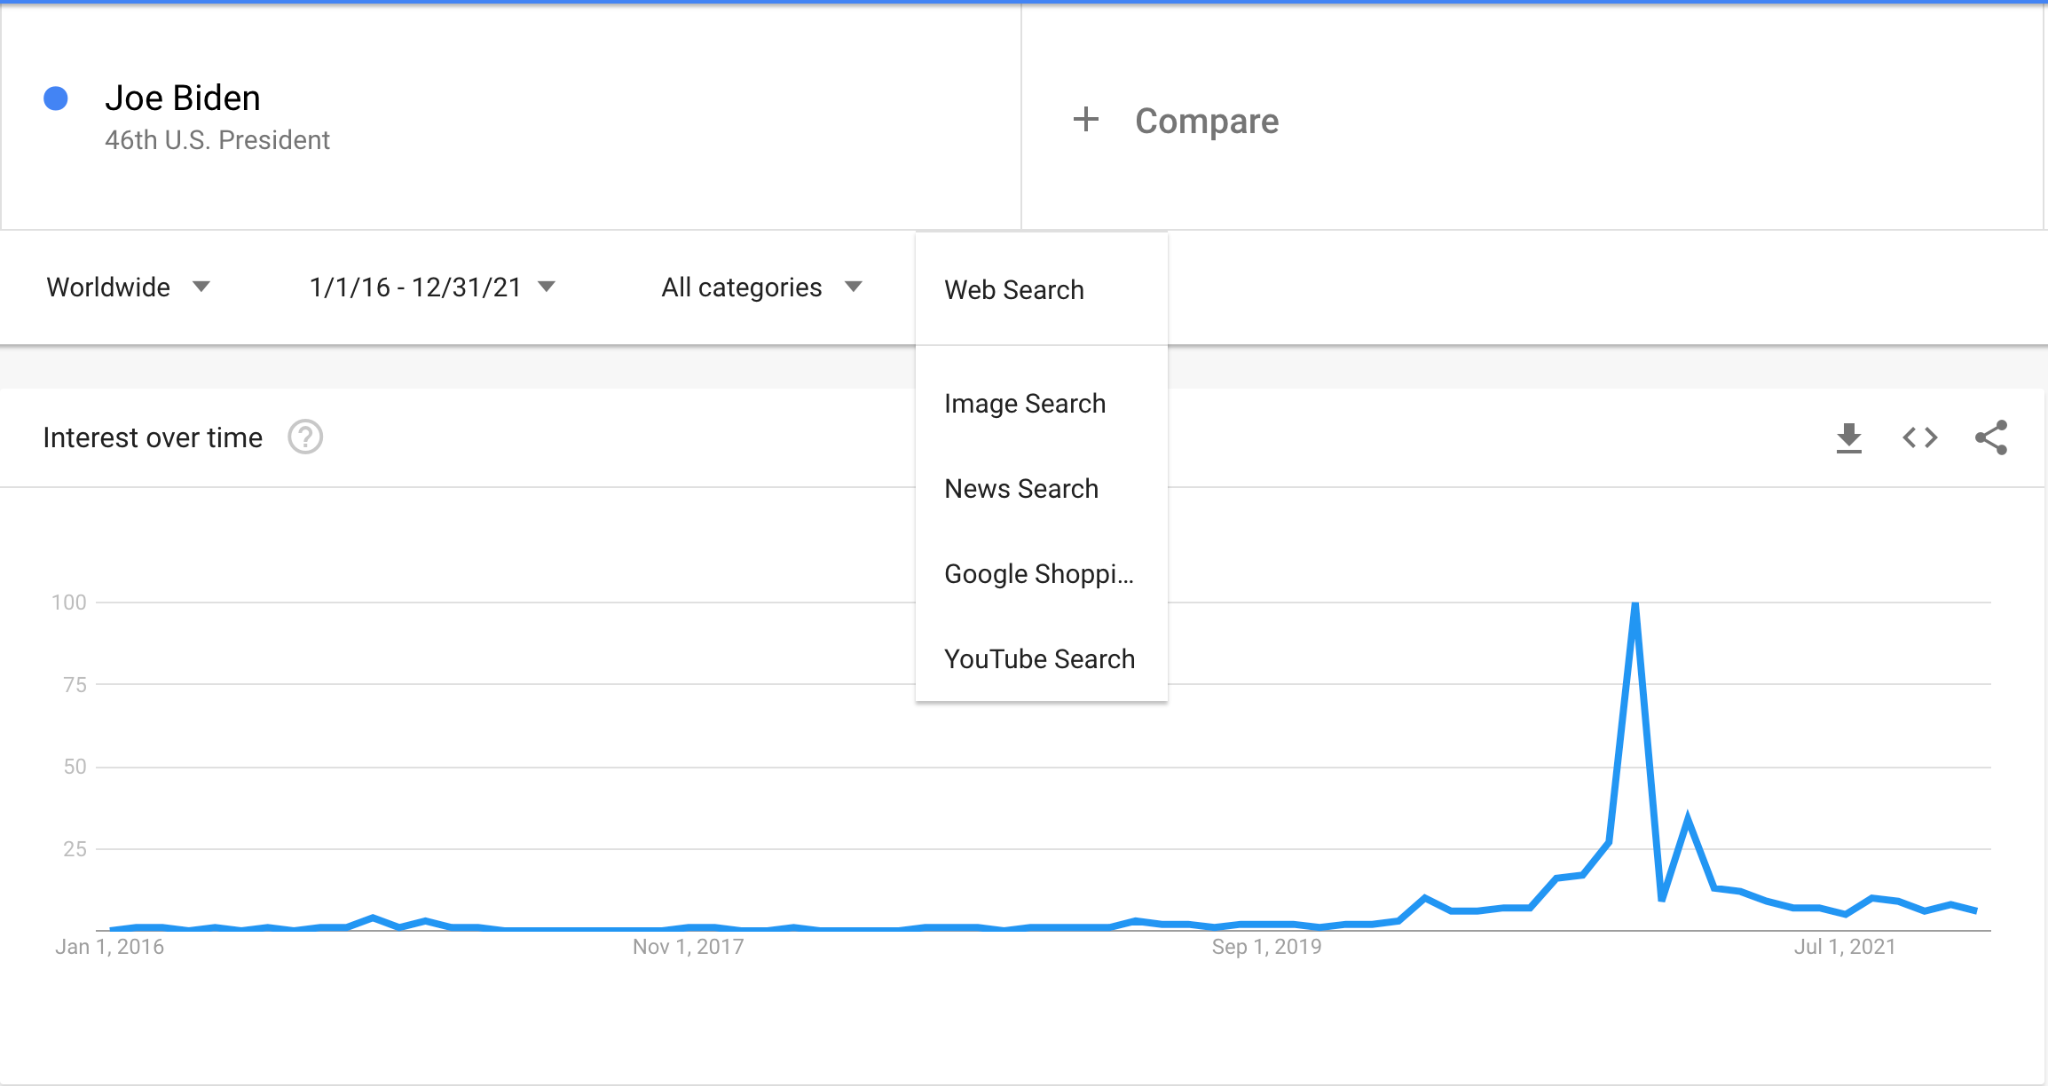 Joe Biden
46th U.S. President
+ Compare
Worldwide
1/1/16 - 12/31/21
All categories
Web Search
Image Search
News Search
Google Shoppi...
YouTube Search
Interest over time ?
100
75
50
25
Jan 1, 2016
Nov 1, 2017
Sep 1, 2019
Jul 1, 2021